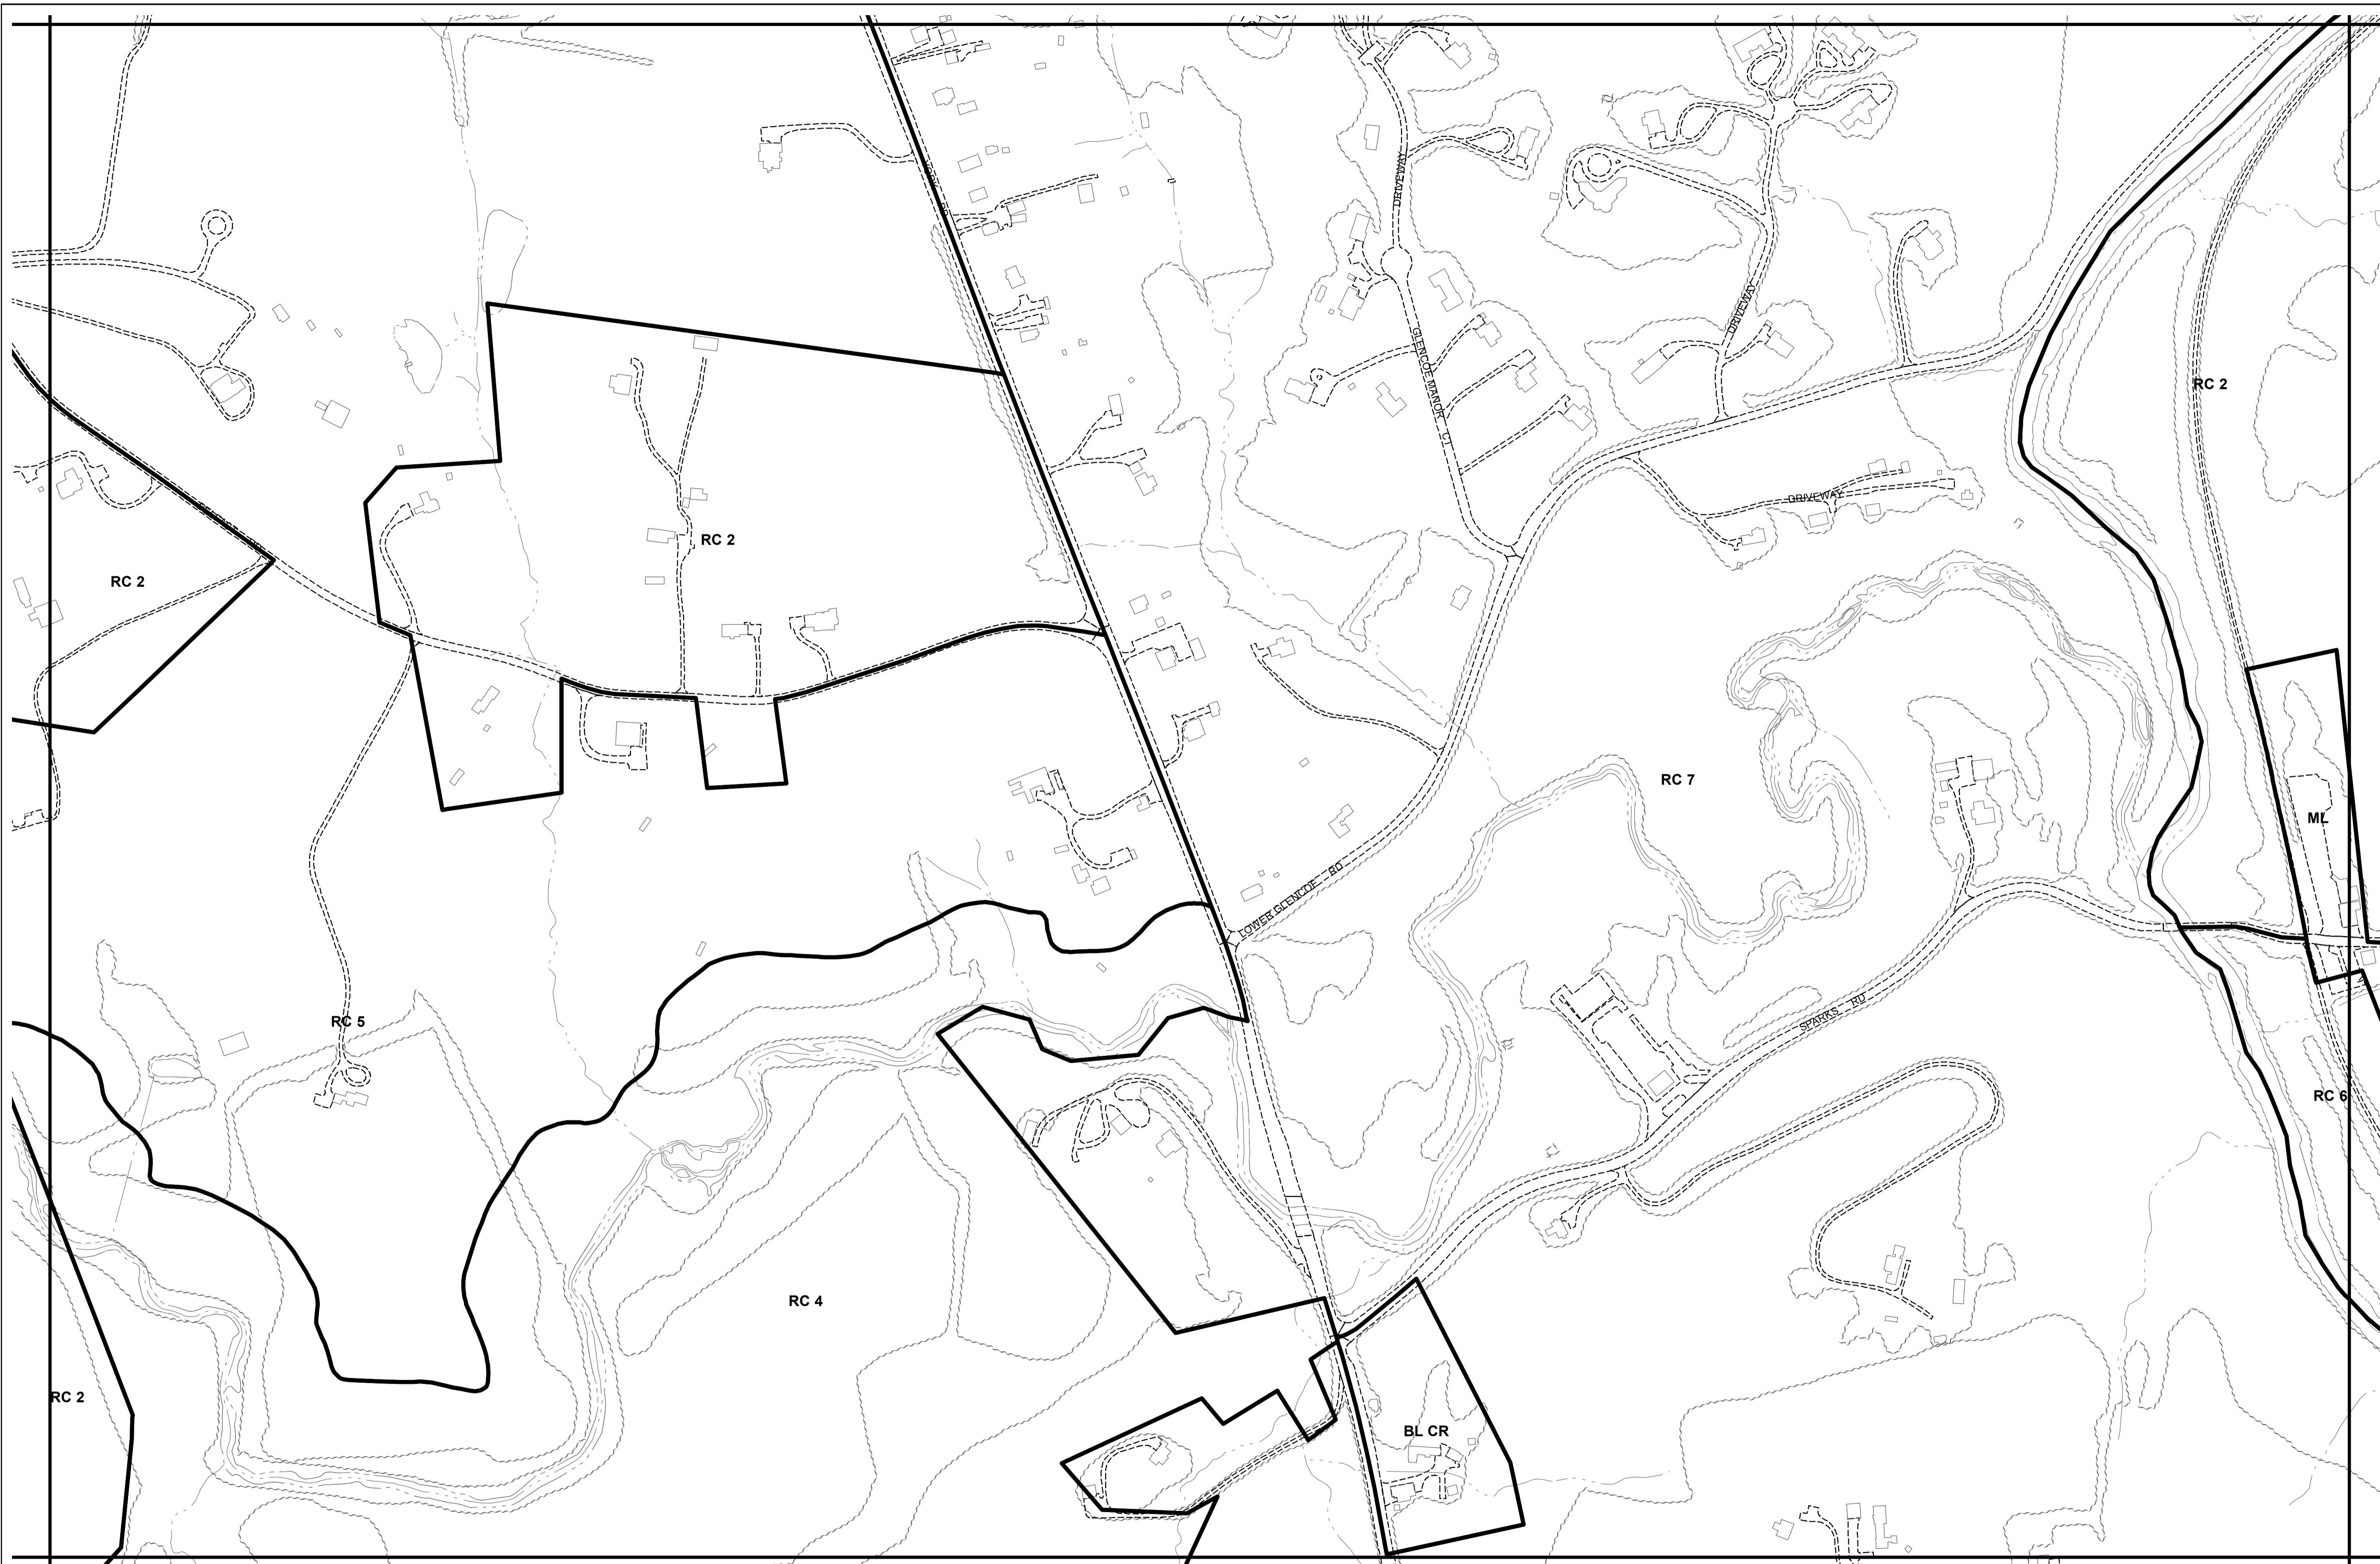 DRIVEWAY
DRIVEWAY
GLENCOE MANOR CT
RC 2
DRIVEWAY
RC 2
RC 2
RC 7
ML
LOWER GLENCOE RD
SPARKS RD
RC 5
RC 6
RC 4
RC 2
BL CR